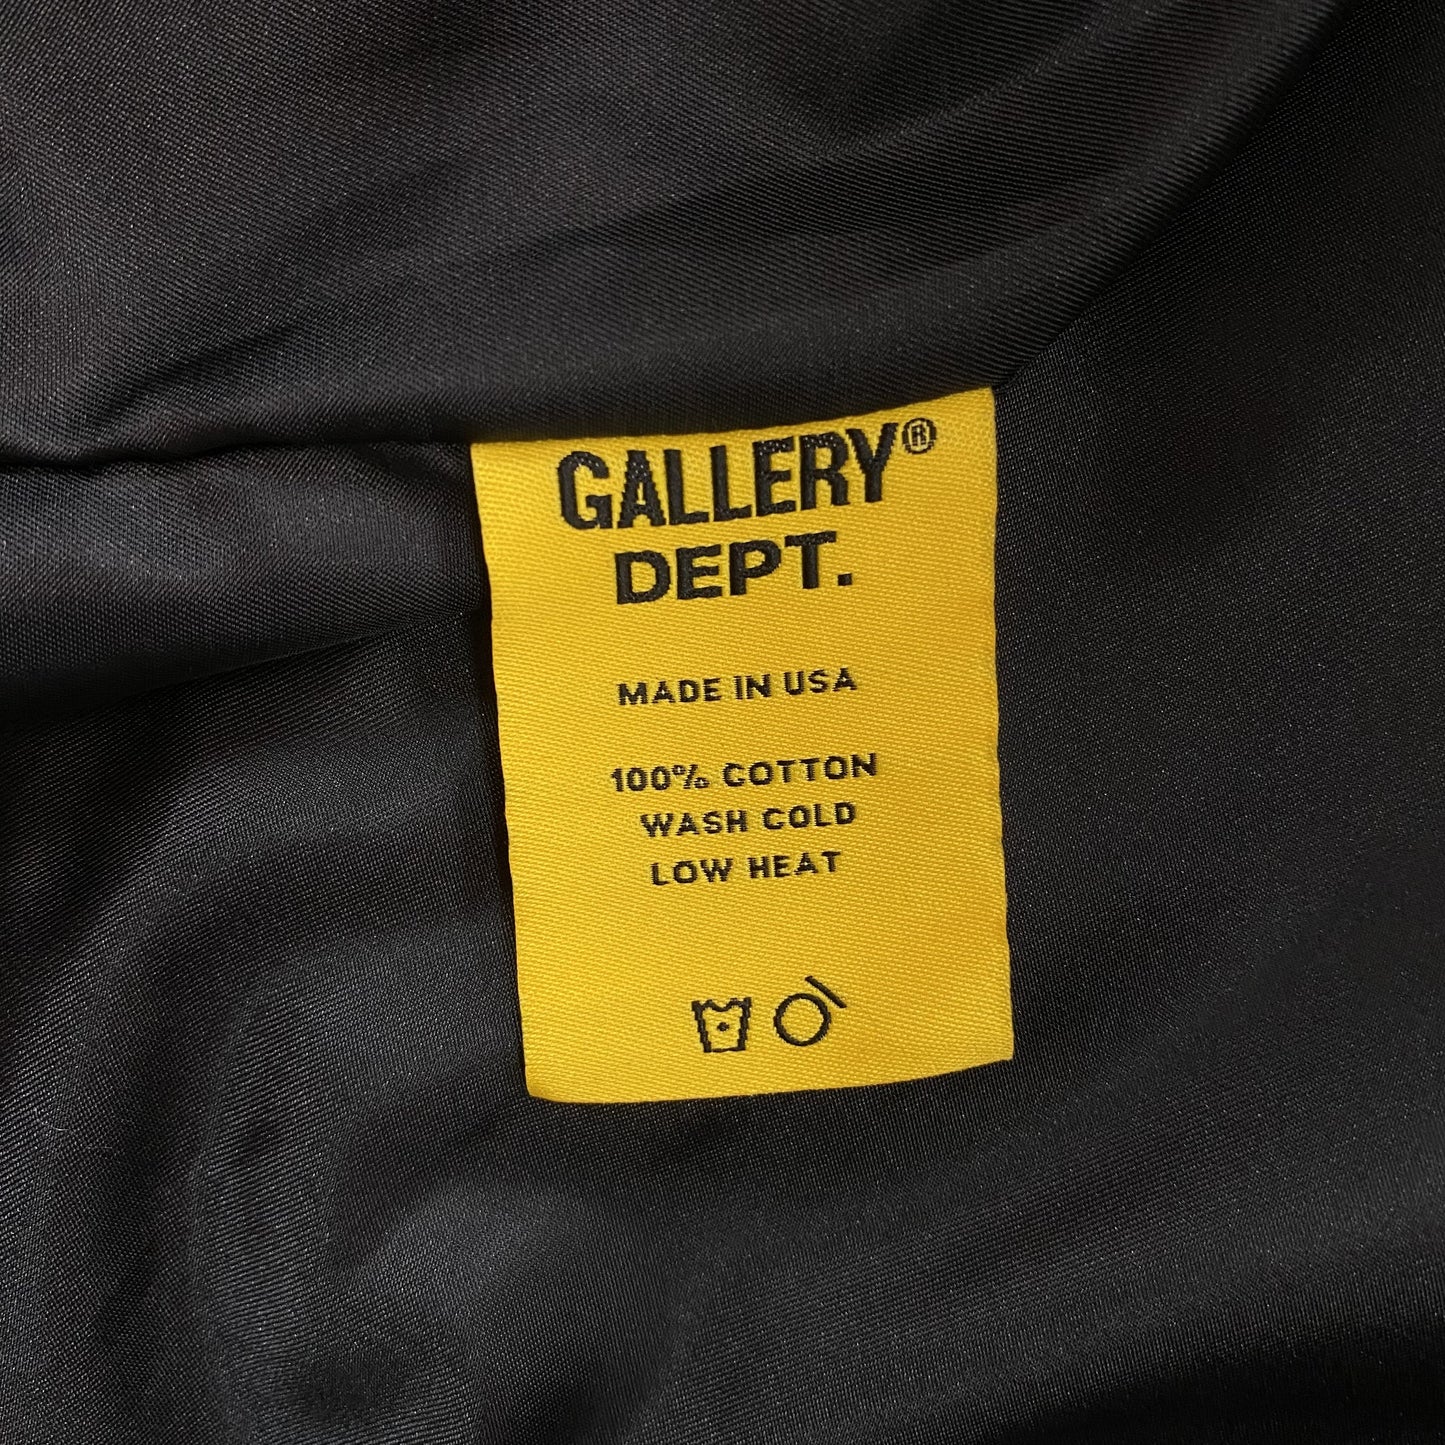 GALLERY®
DEPT.
MADE IN USA
100% COTTON
WASH COLD
LOW HEAT